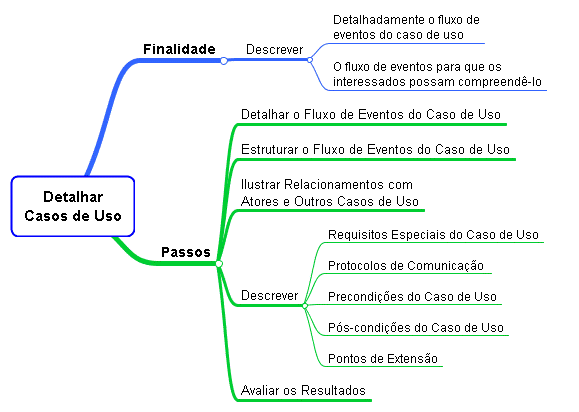 Detalhar
Casos de Uso
Finalidade
Descrever
Detalhadamente o fluxo de
eventos do caso de uso
O fluxo de eventos para que os
interessados possam compreendê-lo
Passos
Detalhar o Fluxo de Eventos do Caso de Uso
Estruturar o Fluxo de Eventos do Caso de Uso
Ilustrar Relacionamentos com
Atores e Outros Casos de Uso
Descrever
Requisitos Especiais do Caso de Uso
Protocolos de Comunicação
Precondições do Caso de Uso
Pós-condições do Caso de Uso
Pontos de Extensão
Avaliar os Resultados